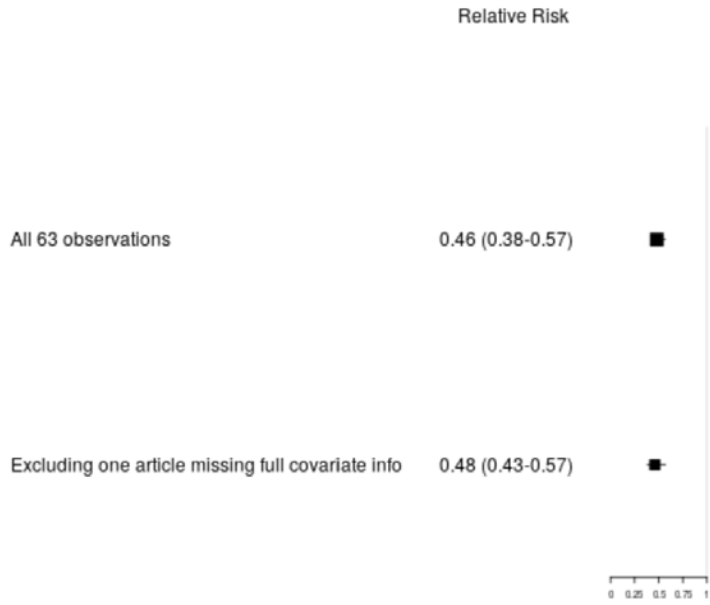 Relative Risk
All 63 observations 0.46 (0.38-0.57)
Excluding one article missing full covariate info 0.48 (0.43-0.57)
0 0.25 0.5 0.75 1